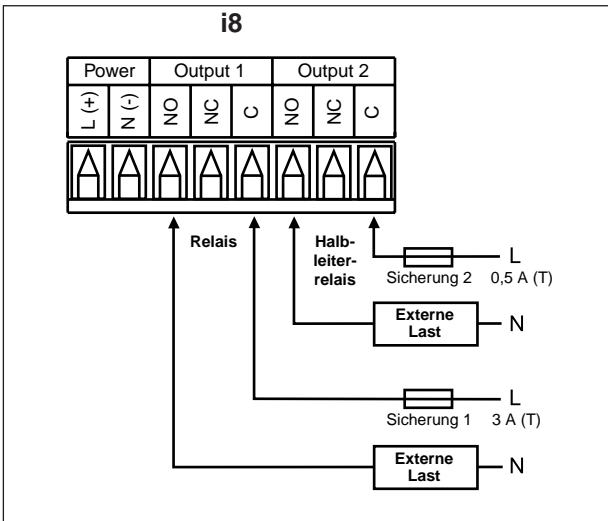 i8
Power Output 1 Output 2
L (+) N (-) NO NC C NO NC C
Relais
Halb-
leiter-
relais
L
Sicherung 2 0,5 A (T)
Externe
Last
N
L
Sicherung 1 3 A (T)
Externe
Last
N